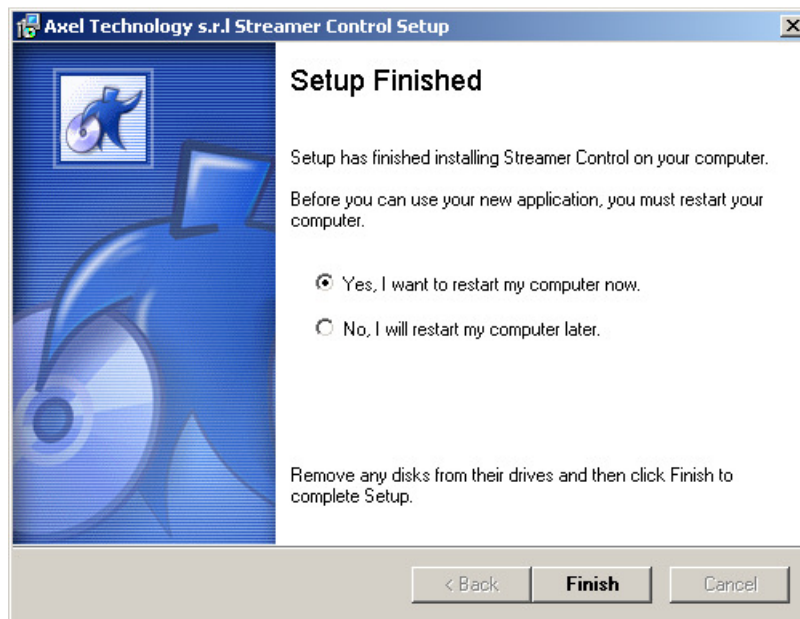 Axel Technology s.r.l Streamer Control Setup
Setup Finished
Setup has finished installing Streamer Control on your computer.
Before you can use your new application, you must restart your
computer.
Yes, I want to restart my computer now.
No, I will restart my computer later.
Remove any disks from their drives and then click Finish to
complete Setup.
< Back Finish Cancel